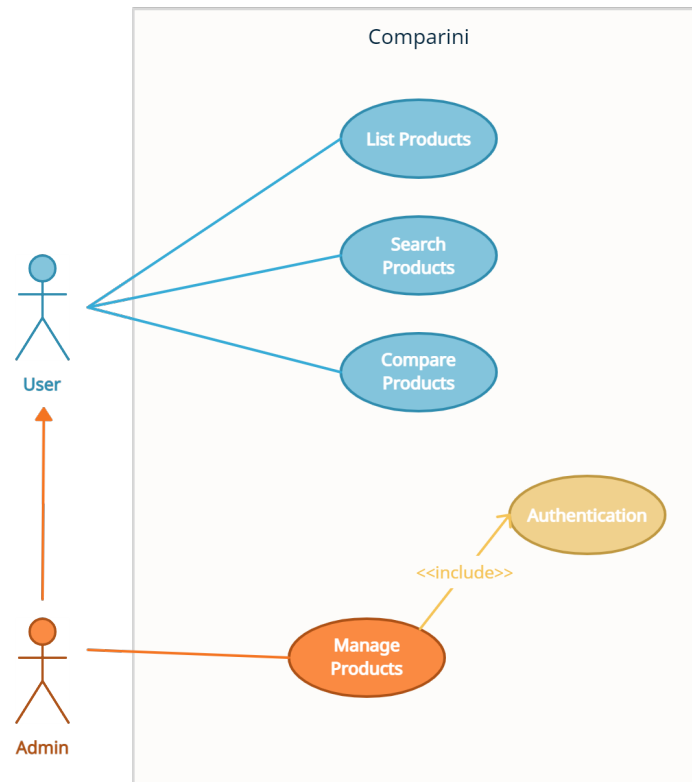 Comparini
List Products
Search
Products
Compare
Products
User
Authentication
<<include>>
Manage
Products
Admin